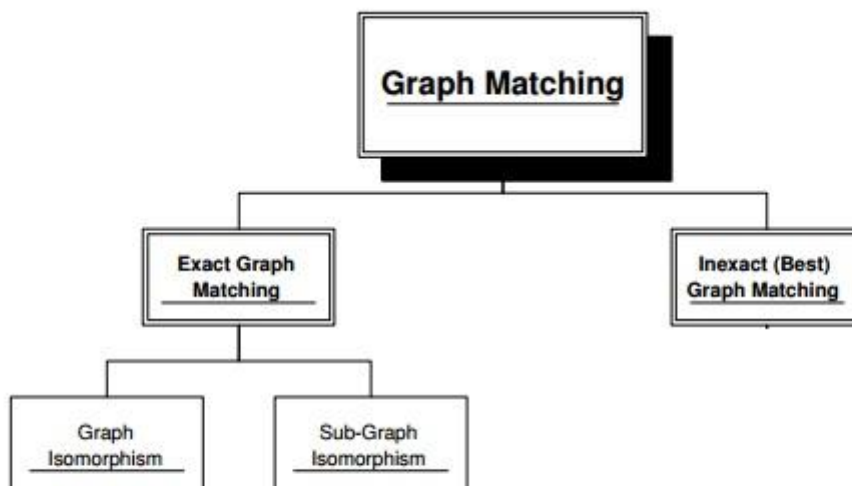 Graph Matching
Exact Graph
Matching
Inexact (Best)
Graph Matching
Graph
Isomorphism
Sub-Graph
Isomorphism